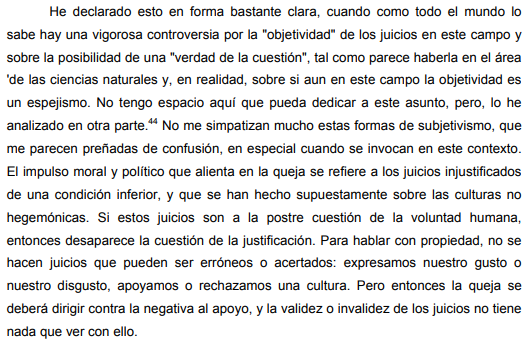 He declarado esto en forma bastante clara, cuando como todo el mundo lo
sabe hay una vigorosa controversia por la "objetividad" de los juicios en este campo y
sobre la posibilidad de una "verdad de la cuestión", tal como parece haberla en el área
'de las ciencias naturales y, en realidad, sobre si aun en este campo la objetividad es
un espejismo. No tengo espacio aquí que pueda dedicar a este asunto, pero, lo he
analizado en otra parte.44 No me simpatizan mucho estas formas de subjetivismo, que
me parecen preñadas de confusión, en especial cuando se invocan en este contexto.
El impulso moral y político que alienta en la queja se refiere a los juicios injustificados
de una condición inferior, y que se han hecho supuestamente sobre las culturas no
hegemónicas. Si estos juicios son a la postre cuestión de la voluntad humana,
entonces desaparece la cuestión de la justificación. Para hablar con propiedad, no se
hacen juicios que pueden ser erróneos o acertados: expresamos nuestro gusto o
nuestro disgusto, apoyamos o rechazamos una cultura. Pero entonces la queja se
deberá dirigir contra la negativa al apoyo, y la validez o invalidez de los juicios no tiene
nada que ver con ello.